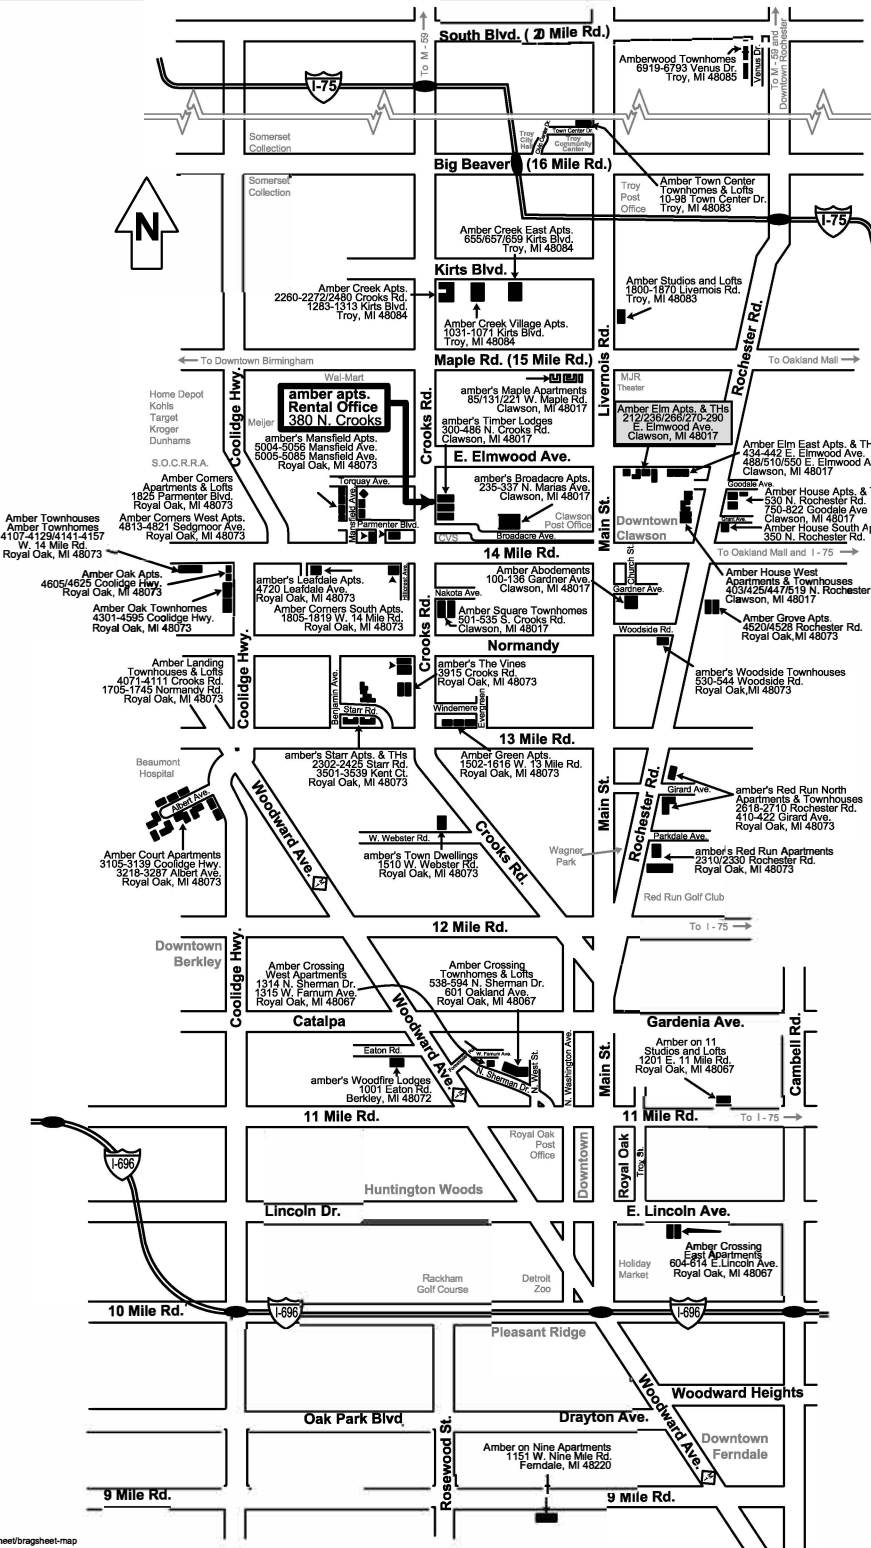 South Blvd. ( 20 Mile Rd.)
To M - 59
To M - 59 and
Downtown Rochester
Amberwood Townhomes
6919-6793 Venus Dr.
Troy, MI 48085
Venus Dr.
I-75
Somerset
Collection
Troy
City
Hall
Civic Center Dr.
Town Center Dr.
Troy
Community
Center
Big Beaver (16 Mile Rd.)
Somerset
Collection
Troy
Post
Office
Amber Town Center
Townhomes & Lofts
10-98 Town Center Dr.
Troy, MI 48083
N
I-75
Amber Creek East Apts.
655/657/659 Kirts Blvd.
Troy, MI 48084
Kirts Blvd.
Amber Creek Apts.
2260-2272/2480 Crooks Rd.
1283-1313 Kirts Blvd.
Troy, MI 48084
Amber Studios and Lofts
1800-1870 Livernois Rd.
Troy, MI 48083
Amber Creek Village Apts.
1031-1071 Kirts Blvd.
Troy, MI 48084
Livernois Rd.
Rochester Rd.
To Downtown Birmingham
Maple Rd. (15 Mile Rd.)
To Oakland Mall
Wal-Mart
MJR
Theater
Home Depot
Kohls
Target
Kroger
Dunhams
Coolidge Hwy.
Meijer
amber apts.
Rental Office
380 N. Crooks
Crooks Rd.
amber's Maple Apartments
85/131/221 W. Maple Rd.
Clawson, MI 48017
amber's Timber Lodges
300-486 N. Crooks Rd.
Clawson, MI 48017
Amber Elm Apts. & THs
212/236/266/270-290
E. Elmwood Ave.
Clawson, MI 48017
amber's Mansfield Apts.
5004-5056 Mansfield Ave.
5005-5085 Mansfield Ave.
Royal Oak, MI 48073
S.O.C.R.R.A.
E. Elmwood Ave.
Amber Elm East Apts. & TH
434-442 E. Elmwood Ave.
488/510/550 E. Elmwood A
Clawson, MI 48017
Amber Corners
Apartments & Lofts
1825 Parmenter Blvd.
Royal Oak, MI 48073
Torquay Ave.
Mansfield Ave.
Parmenter Blvd.
amber's Broadacre Apt.
235-337 N. Marias Ave.
Clawson, MI 48017
Clawson
Post Office
Broadacre Ave.
CVS
Main St.
Downtown
Clawson
Goodale Ave.
Grant Ave.
Amber House Apts. & T
530 N. Rochester Rd.
750-822 Goodale Ave
Clawson, MI 48017
Amber House South Ap
350 N. Rochester Rd.
Amber Corners West Apts.
4813-4821 Sedgmoor Ave.
Royal Oak, MI 48073
Amber Townhouses
Amber Townhomes
4107-4129/4141-4157
W. 14 Mile Rd.
Royal Oak, MI 48073
14 Mile Rd.
To Oakland Mall and I - 75
Amber Oak Apts.
4605/4625 Coolidge Hwy.
Royal Oak, MI 48073
Amber Oak Townhomes
4301-4595 Coolidge Hwy.
Royal Oak, MI 48073
amber's Leafdale Apts.
4720 Leafdale Ave.
Royal Oak, MI 48073
Hillcrest Ave.
Amber Corners South Apts.
1805-1819 W. 14 Mile Rd.
Royal Oak, MI 48073
Amber Abodements
100-136 Gardner Ave.
Clawson, MI 48017
Nakota Ave.
Church St.
Gardner Ave.
Amber House West
Apartments & Townhouses
403/425/447/519 N. Rochester
Clawson, MI 48017
Amber Square Townhomes
501-535 S. Crooks Rd.
Clawson, MI 48017
Amber Grove Apts.
4520/4528 Rochester Rd.
Royal Oak,MI 48073
Woodside Rd.
Crooks Rd.
Coolidge Hwy.
Normandy
Amber Landing
Townhouses & Lofts
4071-4111 Crooks Rd.
1705-1745 Normandy Rd.
Royal Oak, MI 48073
Benjamin Ave.
Starr Rd.
amber's The Vines
3915 Crooks Rd.
Royal Oak, MI 48073
amber's Woodside Townhouses
530-544 Woodside Rd.
Royal Oak,MI 48073
Windemere
Evergreen
13 Mile Rd.
Beaumont
Hospital
amber's Starr Apts. & THs
2302-2425 Starr Rd.
3501-3539 Kent Ct.
Royal Oak, MI 48073
Amber Green Apts.
1502-1616 W. 13 Mile Rd.
Royal Oak, MI 48073
Albert Ave.
Woodward Ave.
Main St.
Rochester Rd.
Girard Ave.
amber's Red Run North
Apartments & Townhouses
2618-2710 Rochester Rd.
410-422 Girard Ave.
Royal Oak, MI 48073
Parkdale Ave.
W. Webster Rd.
Crooks Rd.
Amber Court Apartments
3105-3139 Coolidge Hwy.
3218-3287 Albert Ave.
Royal Oak, MI 48073
amber's Town Dwellings
1510 W. Webster Rd.
Royal Oak, MI 48073
Wagner
Park
amber's Red Run Apartments
2310/2330 Rochester Rd.
Royal Oak, MI 48073
Red Run Golf Club
12 Mile Rd.
To I - 75
Downtown
Berkley
Coolidge Hwy.
Amber Crossing
West Apartments
1314 N. Sherman Dr.
1315 W. Farnum Ave.
Royal Oak, MI 48067
Amber Crossing
Townhomes & Lofts
538-594 N. Sherman Dr.
601 Oakland Ave.
Royal Oak, MI 48067
Woodward Ave.
Catalpa
Gardenia Ave.
Cambell Rd.
Eaton Rd.
W. Farnum Ave.
N. Sherman Dr.
N. West St.
N. Washington Ave.
Main St.
Amber on 11
Studios and Lofts
1201 E. 11 Mile Rd.
Royal Oak, MI 48067
amber's Woodfire Lodges
1001 Eaton Rd.
Berkley, MI 48072
11 Mile Rd.
11 Mile Rd.
To I - 75
I-696
Royal Oak
Post
Office
Downtown
Royal Oak
Troy St.
Huntington Woods
Lincoln Dr.
E. Lincoln Ave.
Amber Crossing
East Apartments
604-614 E.Lincoln Ave.
Royal Oak, MI 48067
Rackham
Golf Course
Detroit
Zoo
Holiday
Market
10 Mile Rd.
I-696
I-696
Pleasant Ridge
Woodward Ave.
Woodward Heights
Oak Park Blvd
Drayton Ave.
Rosewood St.
Amber on Nine Apartments
1151 W. Nine Mile Rd.
Ferndale, MI 48220
Downtown
Ferndale
9 Mile Rd.
9 Mile Rd.
neet/bragsheet-map